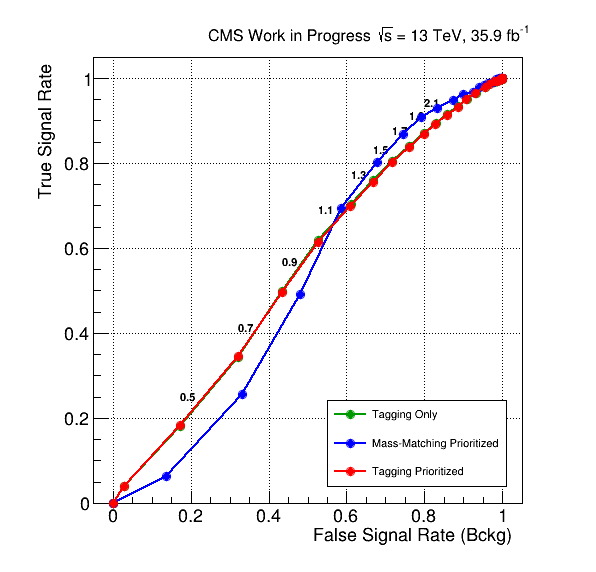 CMS Work in Progress √s = 13 TeV, 35.9 fb⁻¹
True Signal Rate
1
0.8
0.6
0.4
0.2
0
0 0.2 0.4 0.6 0.8 1
False Signal Rate (Bckg)
2.1
1.7
1.5
1.3
1.1
0.9
0.7
0.5
Tagging Only
Mass-Matching Prioritized
Tagging Prioritized